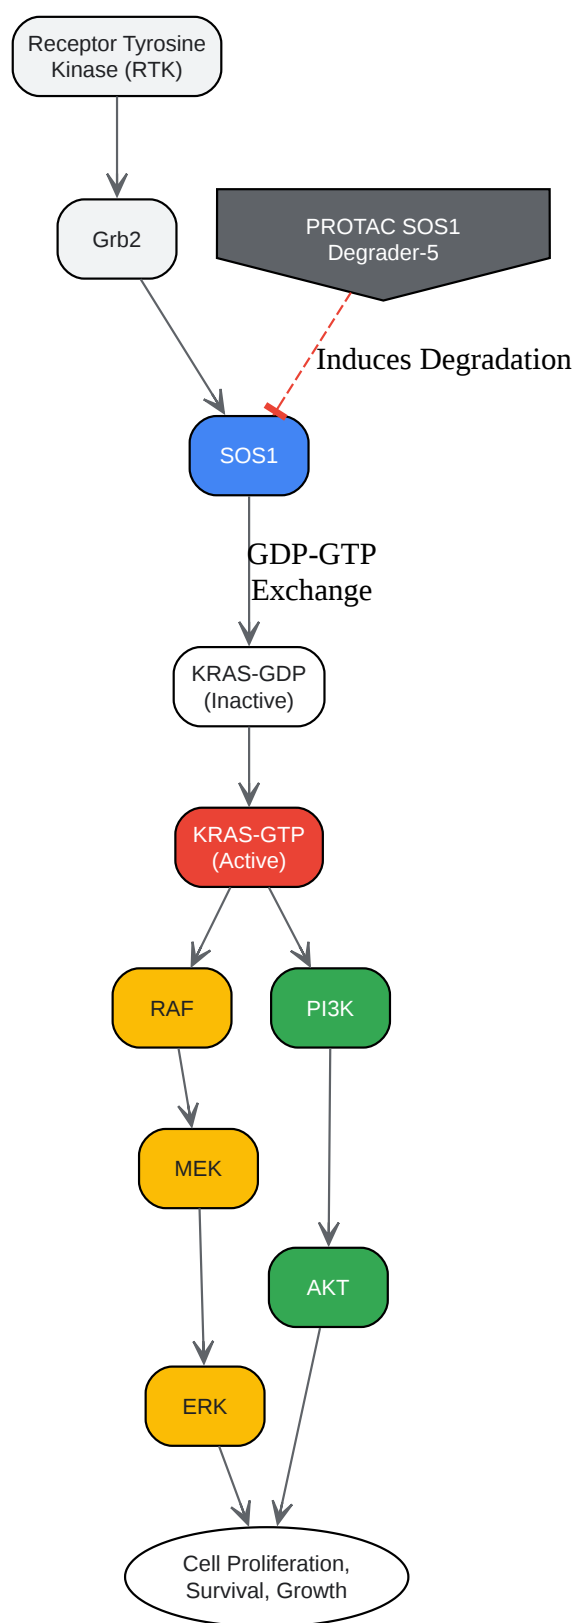 Receptor Tyrosine
Kinase (RTK)
Grb2
PROTAC SOS1
Degrader-5
Induces Degradation
SOS1
GDP-GTP
Exchange
KRAS-GDP
(Inactive)
KRAS-GTP
(Active)
RAF
PI3K
MEK
AKT
ERK
Cell Proliferation,
Survival, Growth